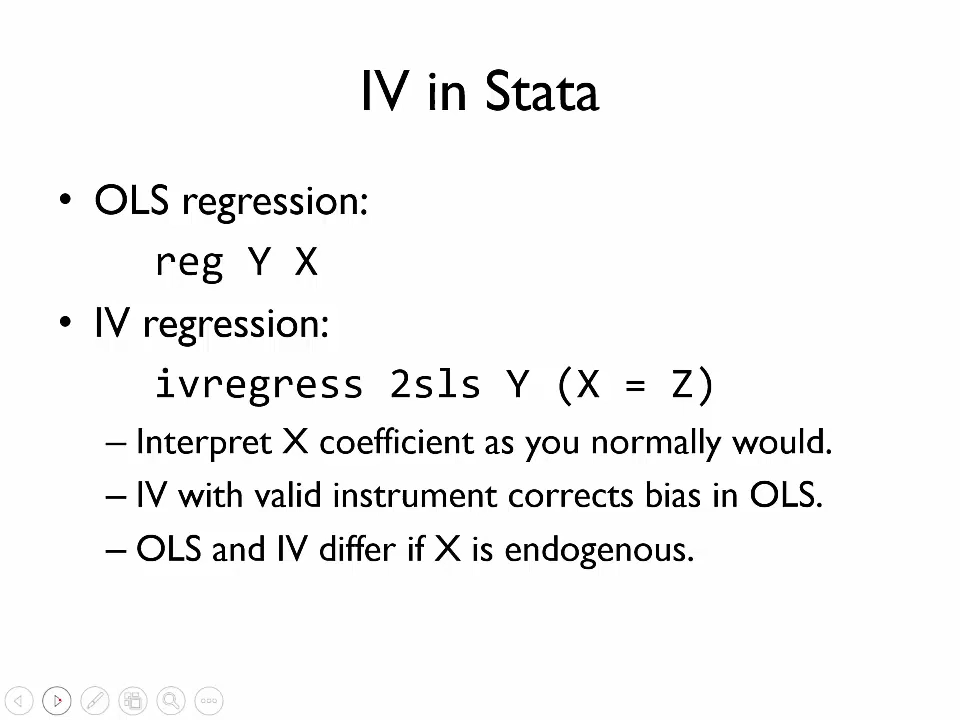 IV in Stata
• OLS regression:
reg Y X
• IV regression:
ivregress 2sls Y (X = Z)
– Interpret X coefficient as you normally would.
– IV with valid instrument corrects bias in OLS.
– OLS and IV differ if X is endogenous.